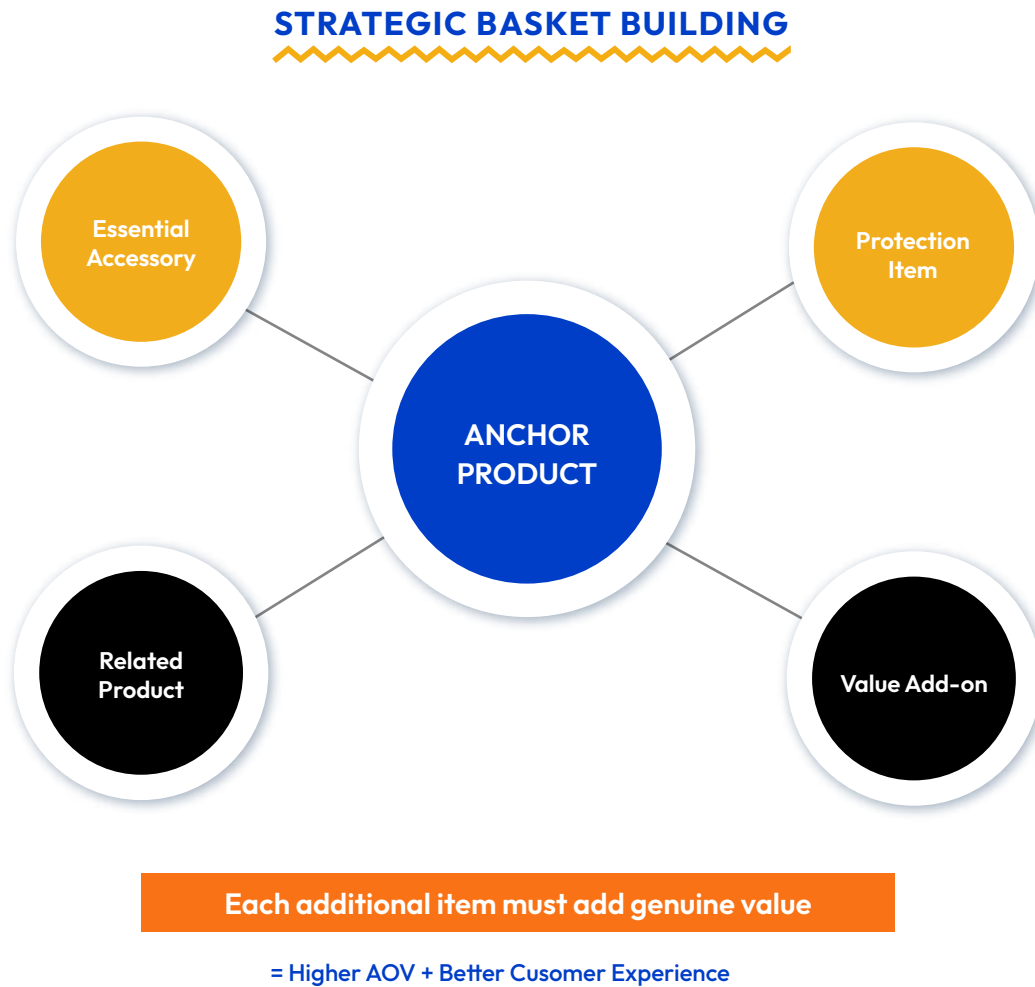 STRATEGIC BASKET BUILDING
Essential
Accessory
Protection
Item
ANCHOR
PRODUCT
Related
Product
Value Add-on
Each additional item must add genuine value
= Higher AOV + Better Cusomer Experience